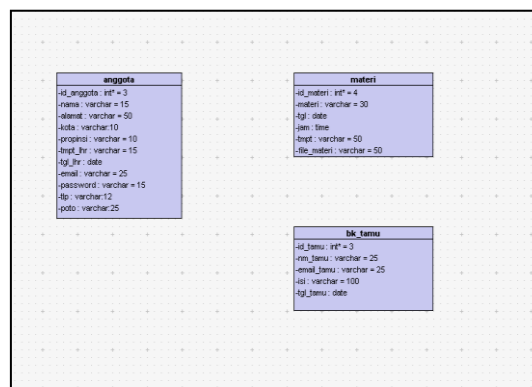 anggota
-id_anggota : int* = 3
-nama : varchar = 15
-alamat : varchar = 50
-kota : varchar:10
-propinsi : varchar = 10
-tmpt_lhr : varchar = 15
-tgl_lhr : date
-email : varchar = 25
-password : varchar = 15
-tlp : varchar:12
-poto : varchar:25
materi
-id_materi : int* = 4
-materi : varchar = 30
-tgl : date
-jam : time
-tmpt : varchar = 50
-file_materi : varchar = 50
bk_tamu
-id_tamu : int* = 3
-nm_tamu : varchar = 25
-email_tamu : varchar = 25
-isi : varchar = 100
-tgl_tamu : date